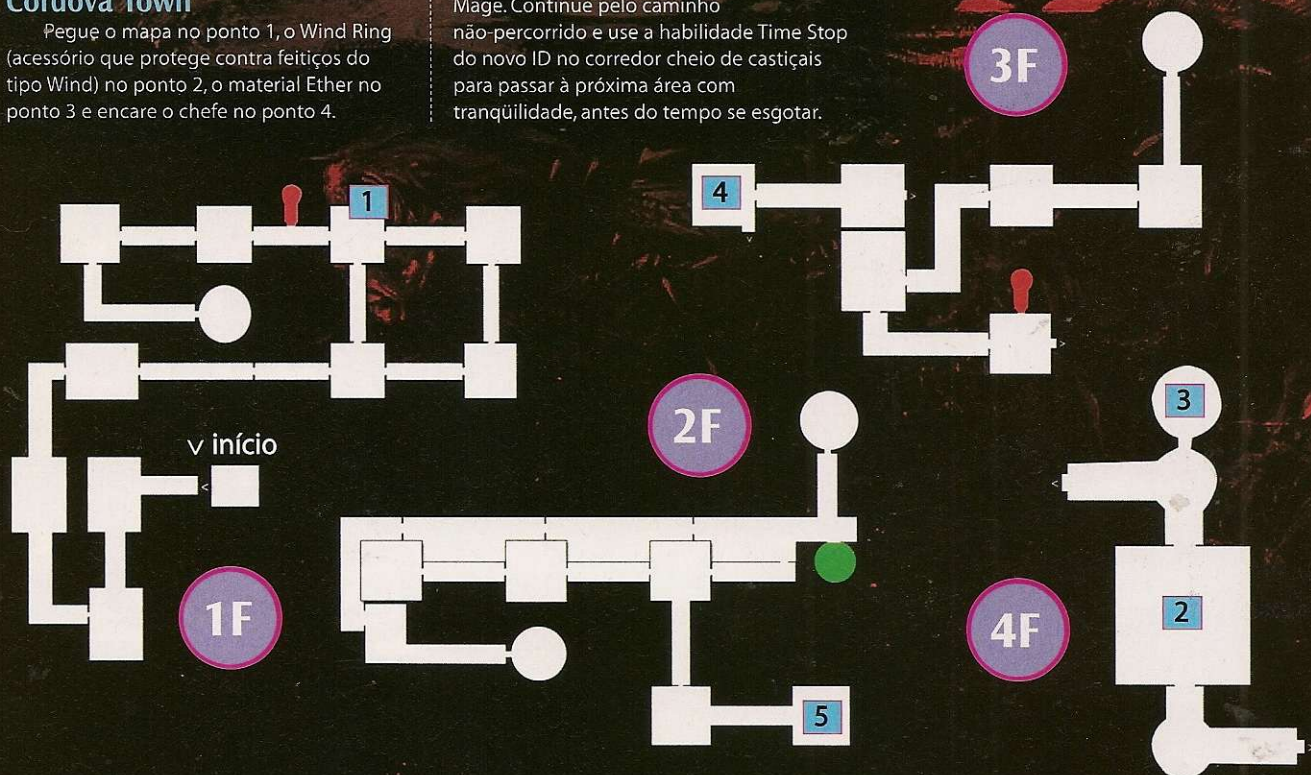 Cordova Town
Pegue o mapa no ponto 1, o Wind Ring
(acessório que protege contra feitiços do
tipo Wind) no ponto 2, o material Ether no
ponto 3 e encare o chefe no ponto 4.
Mage. Continue pelo caminho
não-percorrido e use a habilidade Time Stop
do novo ID no corredor cheio de castiçais
para passar à próxima área com
tranqüilidade, antes do tempo se esgotar.
3F
4
1
3
2F
v início
1F
4F
2
5